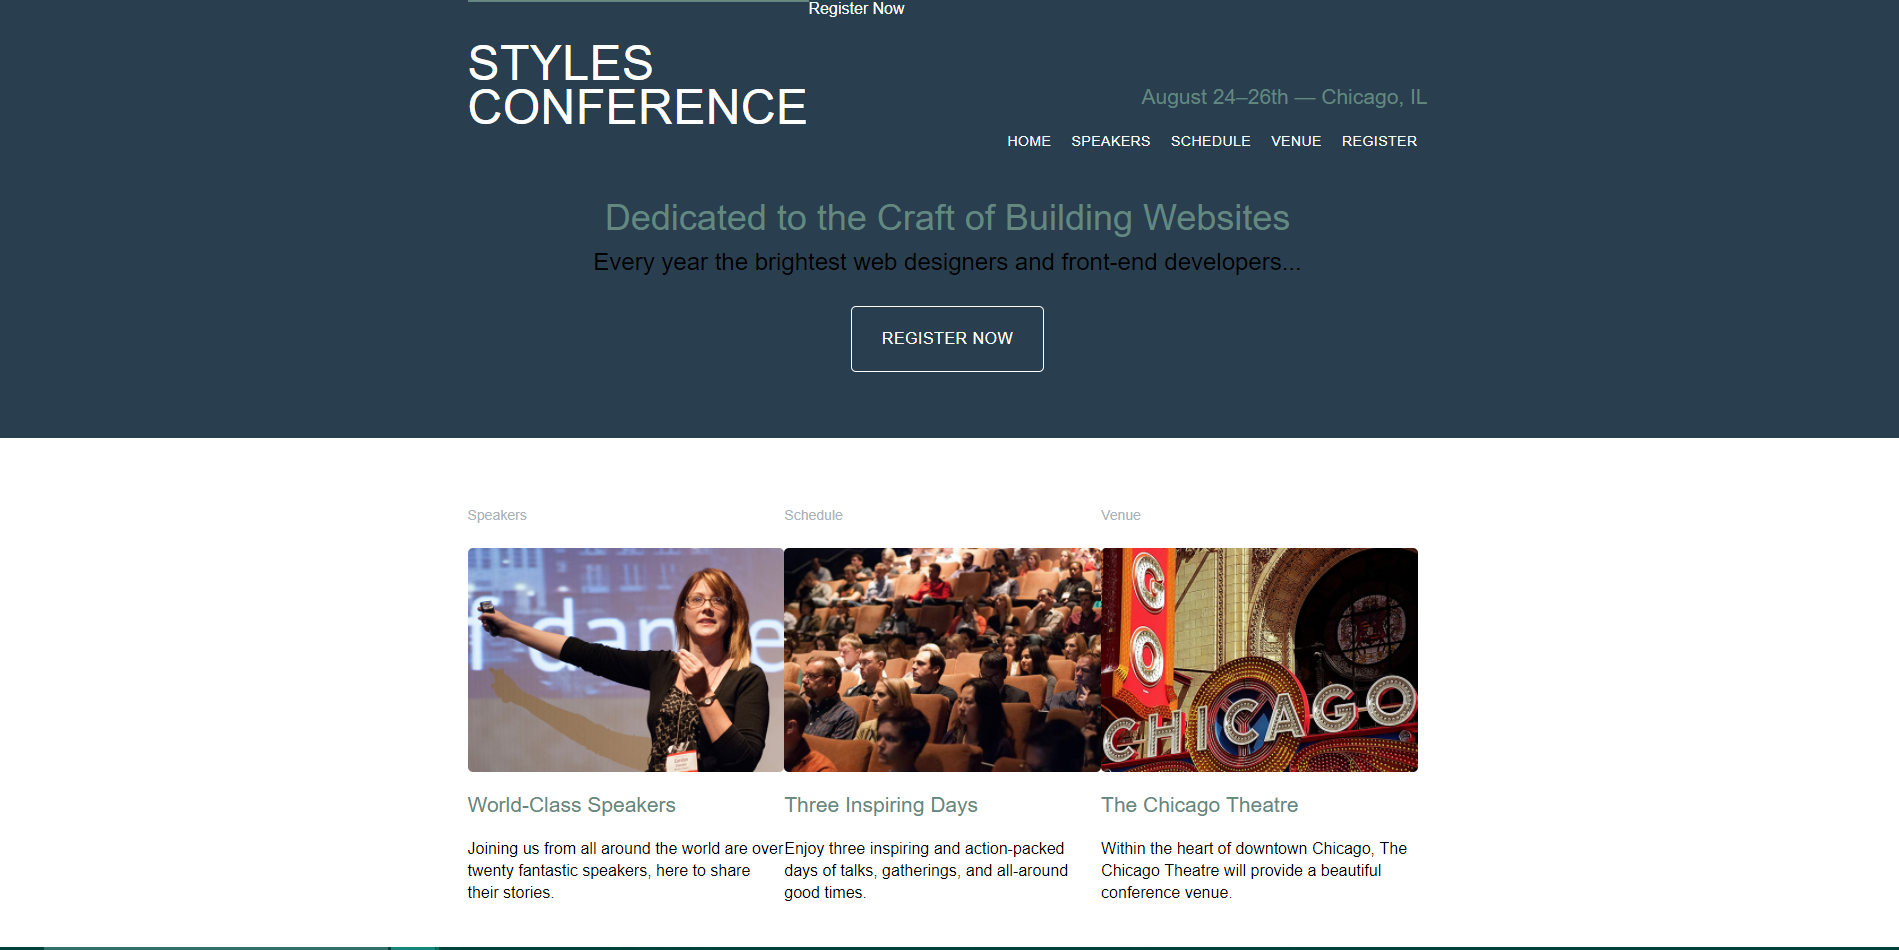 Register Now
STYLES
CONFERENCE
August 24–26th — Chicago, IL
HOME SPEAKERS SCHEDULE VENUE REGISTER
Dedicated to the Craft of Building Websites
Every year the brightest web designers and front-end developers...
REGISTER NOW
Speakers
Schedule
Venue
f dance
CHICAGO
World-Class Speakers
Joining us from all around the world are over
twenty fantastic speakers, here to share
their stories.
Three Inspiring Days
Enjoy three inspiring and action-packed
days of talks, gatherings, and all-around
good times.
The Chicago Theatre
Within the heart of downtown Chicago, The
Chicago Theatre will provide a beautiful
conference venue.